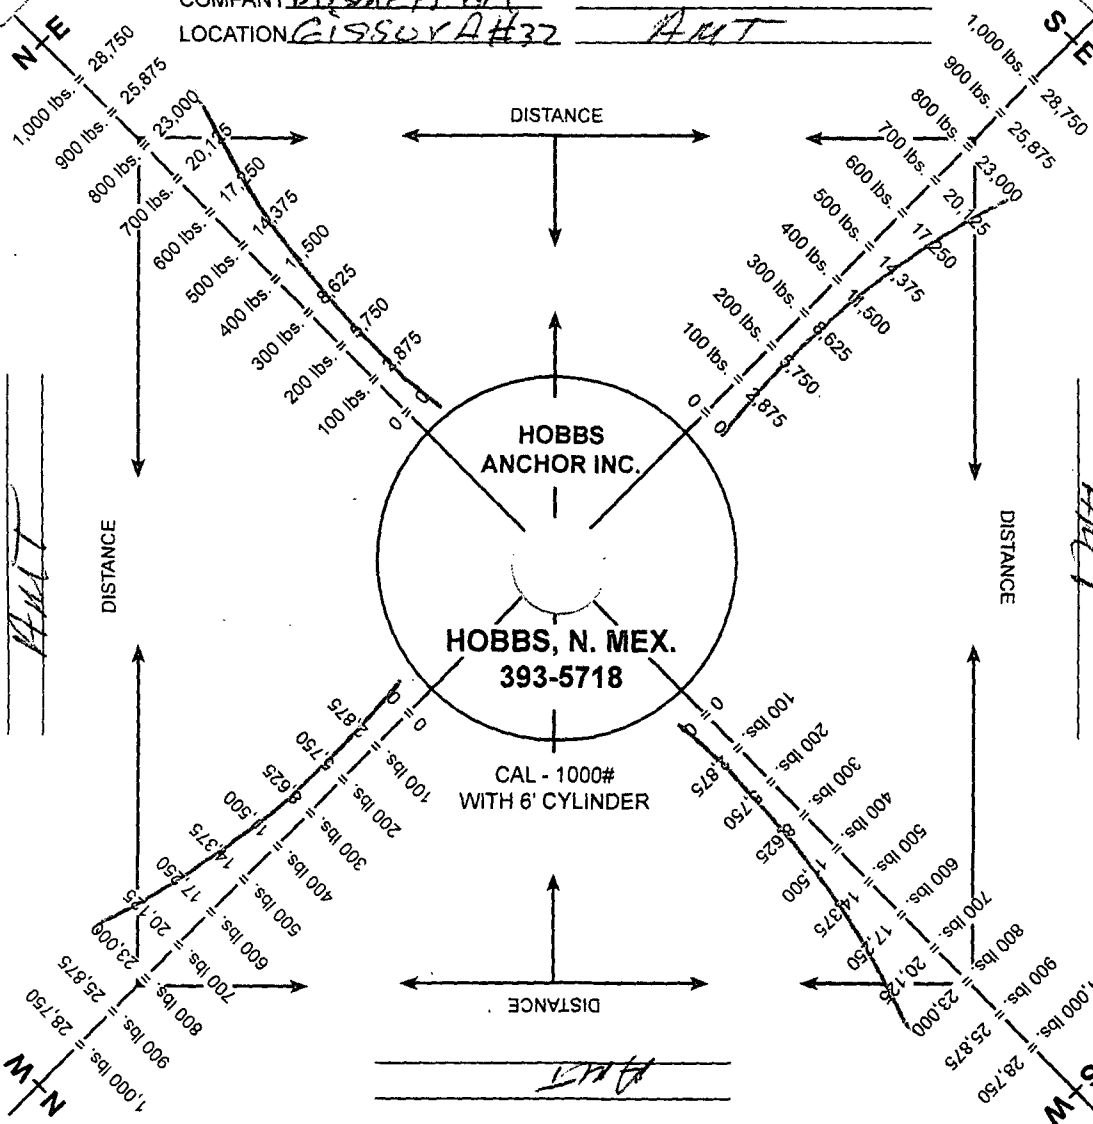 COMPANY
LOCATION Gissler A #32 AMT
N-E
1,000 lbs. 28,750
900 lbs. 25,875
800 lbs. 23,000
700 lbs. 20,125
600 lbs. 17,250
500 lbs. 14,375
400 lbs. 11,500
300 lbs. 8,625
200 lbs. 5,750
100 lbs. 2,875
0 0
DISTANCE
S-E
1,000 lbs. 28,750
900 lbs. 25,875
800 lbs. 23,000
700 lbs. 20,125
600 lbs. 17,250
500 lbs. 14,375
400 lbs. 11,500
300 lbs. 8,625
200 lbs. 5,750
100 lbs. 2,875
0 0
HOBBS
ANCHOR INC.
AMT
DISTANCE
DISTANCE
AMT
HOBBS, N. MEX.
393-5718
CAL - 1000#
WITH 6' CYLINDER
0 0
2,875 100 lbs.
5,750 200 lbs.
8,625 300 lbs.
11,500 400 lbs.
14,375 500 lbs.
17,250 600 lbs.
20,125 700 lbs.
23,000 800 lbs.
25,875 900 lbs.
28,750 1,000 lbs.
N-W
0 0
2,875 100 lbs.
5,750 200 lbs.
8,625 300 lbs.
11,500 400 lbs.
14,375 500 lbs.
17,250 600 lbs.
20,125 700 lbs.
23,000 800 lbs.
25,875 900 lbs.
28,750 1,000 lbs.
S-W
DISTANCE
AMT